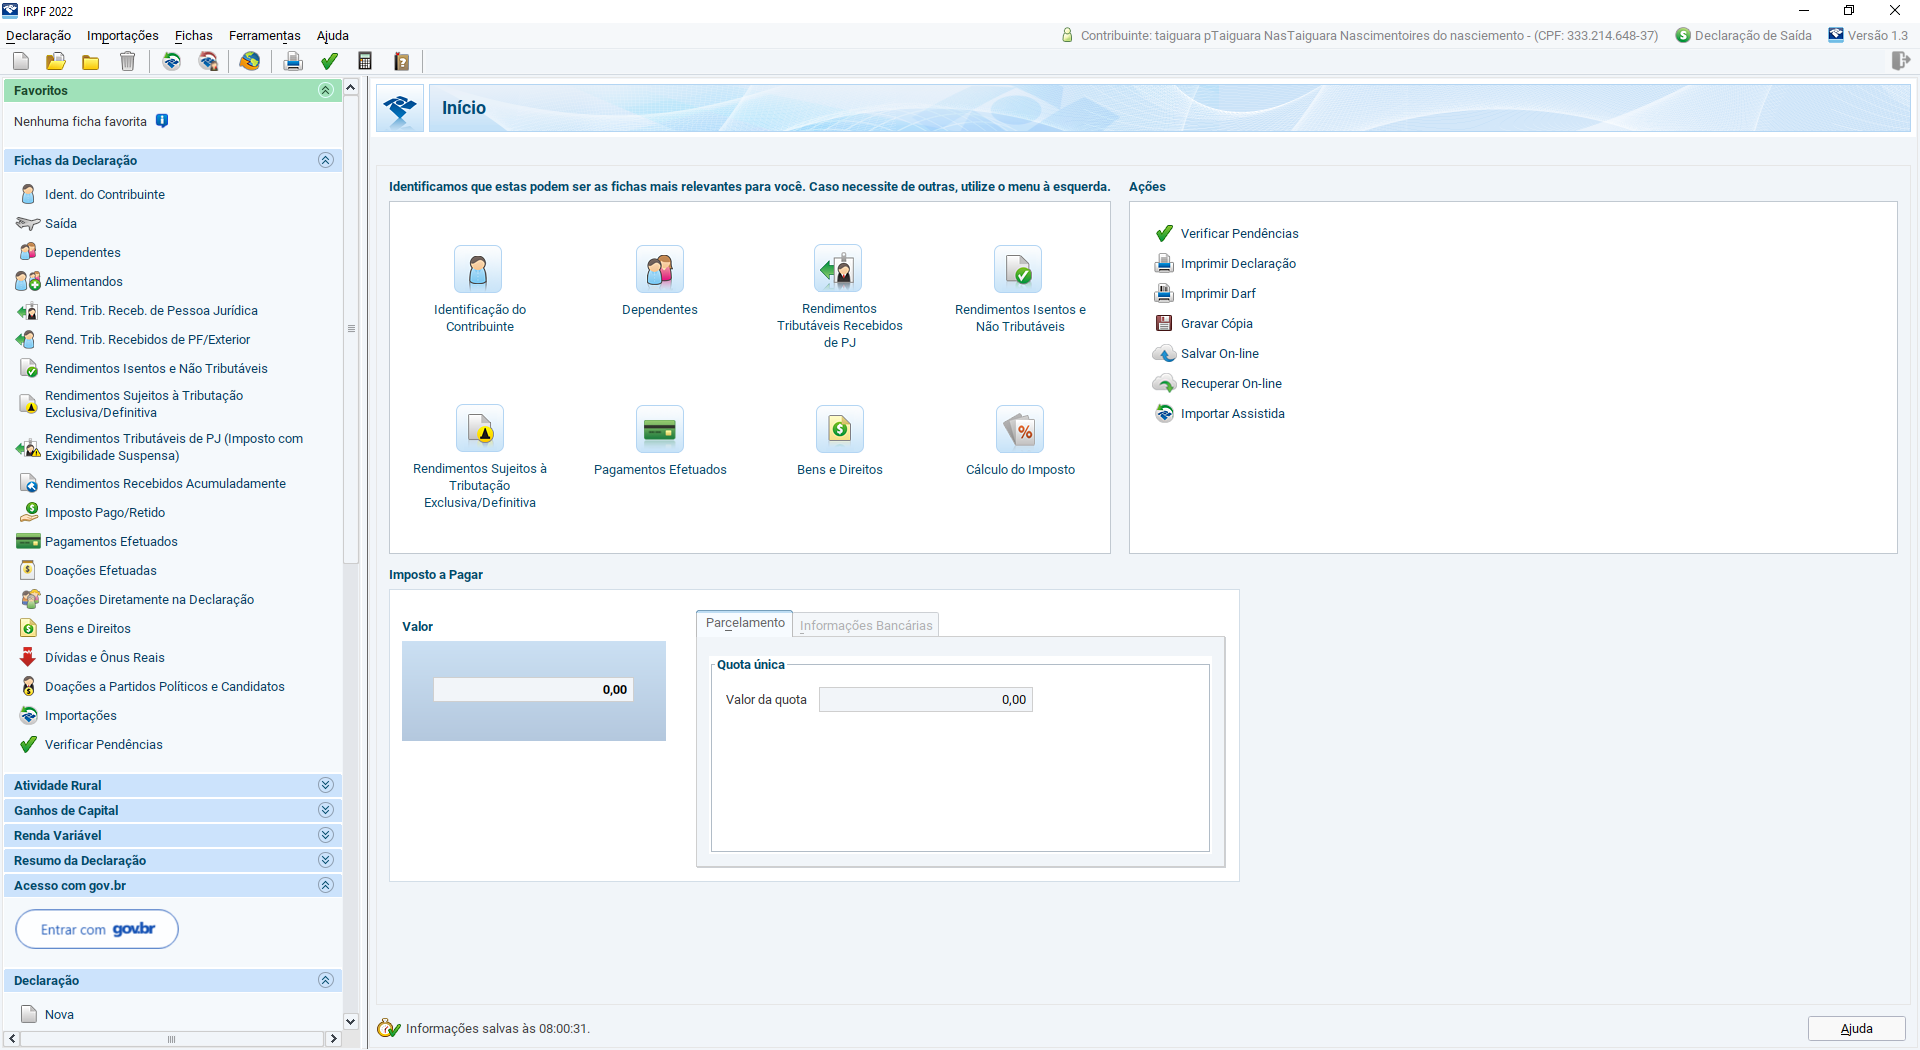 IRPF 2022
Declaração
Importações
Fichas
Ferramentas
Ajuda
Contribuinte: taiguara pTaiguara NasTaiguara Nascimentoires do nasciemento - (CPF: 333.214.648-37)
Declaração de Saída
Versão 1.3
Favoritos
Nenhuma ficha favorita
Fichas da Declaração
Ident. do Contribuinte
Saída
Dependentes
Alimentandos
Rend. Trib. Receb. de Pessoa Jurídica
Rend. Trib. Recebidos de PF/Exterior
Rendimentos Isentos e Não Tributáveis
Rendimentos Sujeitos à Tributação
Exclusiva/Definitiva
Rendimentos Tributáveis de PJ (Imposto com
Exigibilidade Suspensa)
Rendimentos Recebidos Acumuladamente
Imposto Pago/Retido
Pagamentos Efetuados
Doações Efetuadas
Doações Diretamente na Declaração
Bens e Direitos
Dívidas e Ônus Reais
Doações a Partidos Políticos e Candidatos
Importações
Verificar Pendências
Atividade Rural
Ganhos de Capital
Renda Variável
Resumo da Declaração
Acesso com gov.br
Entrar com gov.br
Declaração
Nova
Início
Identificamos que estas podem ser as fichas mais relevantes para você. Caso necessite de outras, utilize o menu à esquerda.
Identificação do
Contribuinte
Dependentes
Rendimentos
Tributáveis Recebidos
de PJ
Rendimentos Isentos e
Não Tributáveis
Rendimentos Sujeitos à
Tributação
Exclusiva/Definitiva
Pagamentos Efetuados
Bens e Direitos
Cálculo do Imposto
Ações
Verificar Pendências
Imprimir Declaração
Imprimir Darf
Gravar Cópia
Salvar On-line
Recuperar On-line
Importar Assistida
Imposto a Pagar
Valor
0,00
Parcelamento
Informações Bancárias
Quota única
Valor da quota
0,00
Informações salvas às 08:00:31.
Ajuda